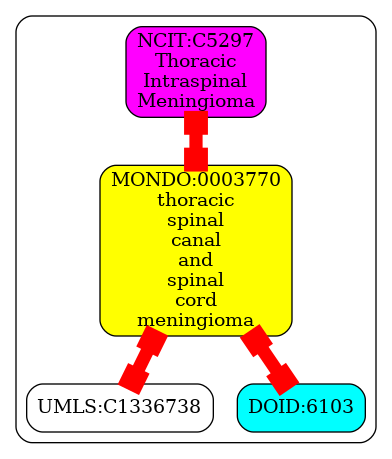 NCIT:C5297
Thoracic
Intraspinal
Meningioma
MONDO:0003770
thoracic
spinal
canal
and
spinal
cord
meningioma
UMLS:C1336738
DOID:6103